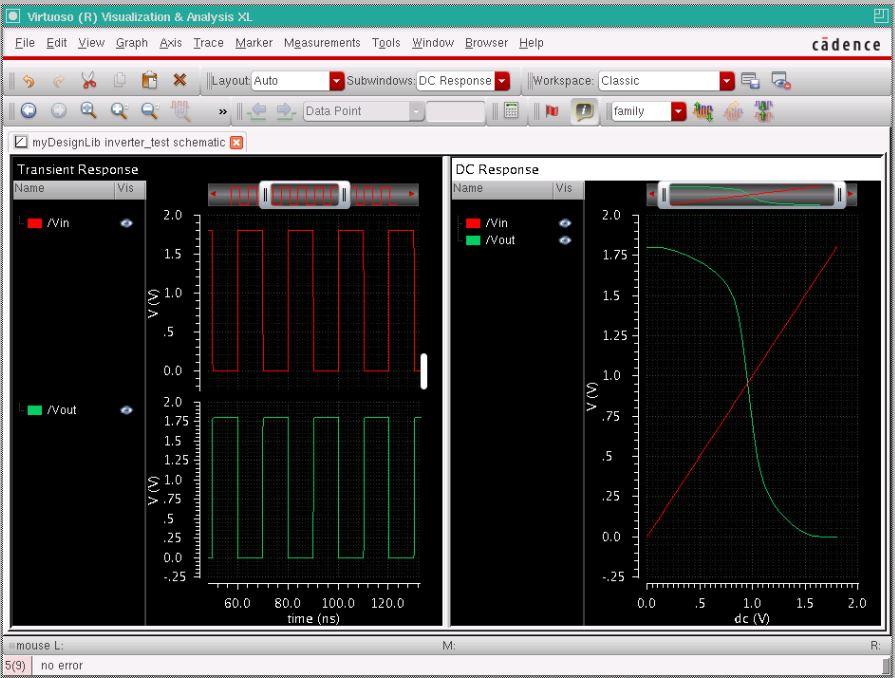 Virtuoso (R) Visualization & Analysis XL
File Edit View Graph Axis Trace Marker Measurements Tools Window Browser Help
cādence
Layout: Auto Subwindows: DC Response Workspace: Classic
» Data Point family
myDesignLib inverter_test schematic
Transient Response
Name Vis
/Vin
2.0
1.5
1.0
.5
0.0
V (V)
/Vout
2.0
1.75
1.5
1.25
1.0
.75
.5
.25
0.0
-.25
V (V)
60.0 80.0 100.0 120.0
time (ns)
DC Response
Name Vis
/Vin
/Vout
2.0
1.75
1.5
1.25
1.0
.75
.5
.25
0.0
-.25
V (V)
0.0 .5 1.0 1.5 2.0
dc (V)
mouse L: M: R:
5(9) no error